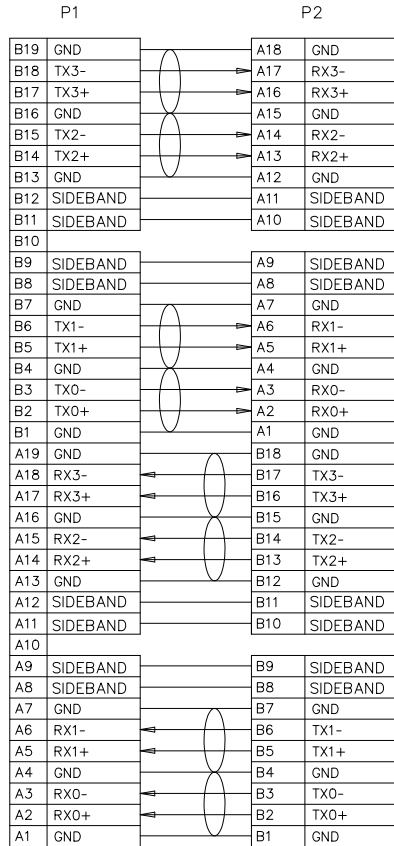 P1 P2
B19 GND A18 GND
B18 TX3- A17 RX3-
B17 TX3+ A16 RX3+
B16 GND A15 GND
B15 TX2- A14 RX2-
B14 TX2+ A13 RX2+
B13 GND A12 GND
B12 SIDEBAND A11 SIDEBAND
B11 SIDEBAND A10 SIDEBAND
B10
B9 SIDEBAND A9 SIDEBAND
B8 SIDEBAND A8 SIDEBAND
B7 GND A7 GND
B6 TX1- A6 RX1-
B5 TX1+ A5 RX1+
B4 GND A4 GND
B3 TX0- A3 RX0-
B2 TX0+ A2 RX0+
B1 GND A1 GND
A19 GND B18 GND
A18 RX3- B17 TX3-
A17 RX3+ B16 TX3+
A16 GND B15 GND
A15 RX2- B14 TX2-
A14 RX2+ B13 TX2+
A13 GND B12 GND
A12 SIDEBAND B11 SIDEBAND
A11 SIDEBAND B10 SIDEBAND
A10
A9 SIDEBAND B9 SIDEBAND
A8 SIDEBAND B8 SIDEBAND
A7 GND B7 GND
A6 RX1- B6 TX1-
A5 RX1+ B5 TX1+
A4 GND B4 GND
A3 RX0- B3 TX0-
A2 RX0+ B2 TX0+
A1 GND B1 GND